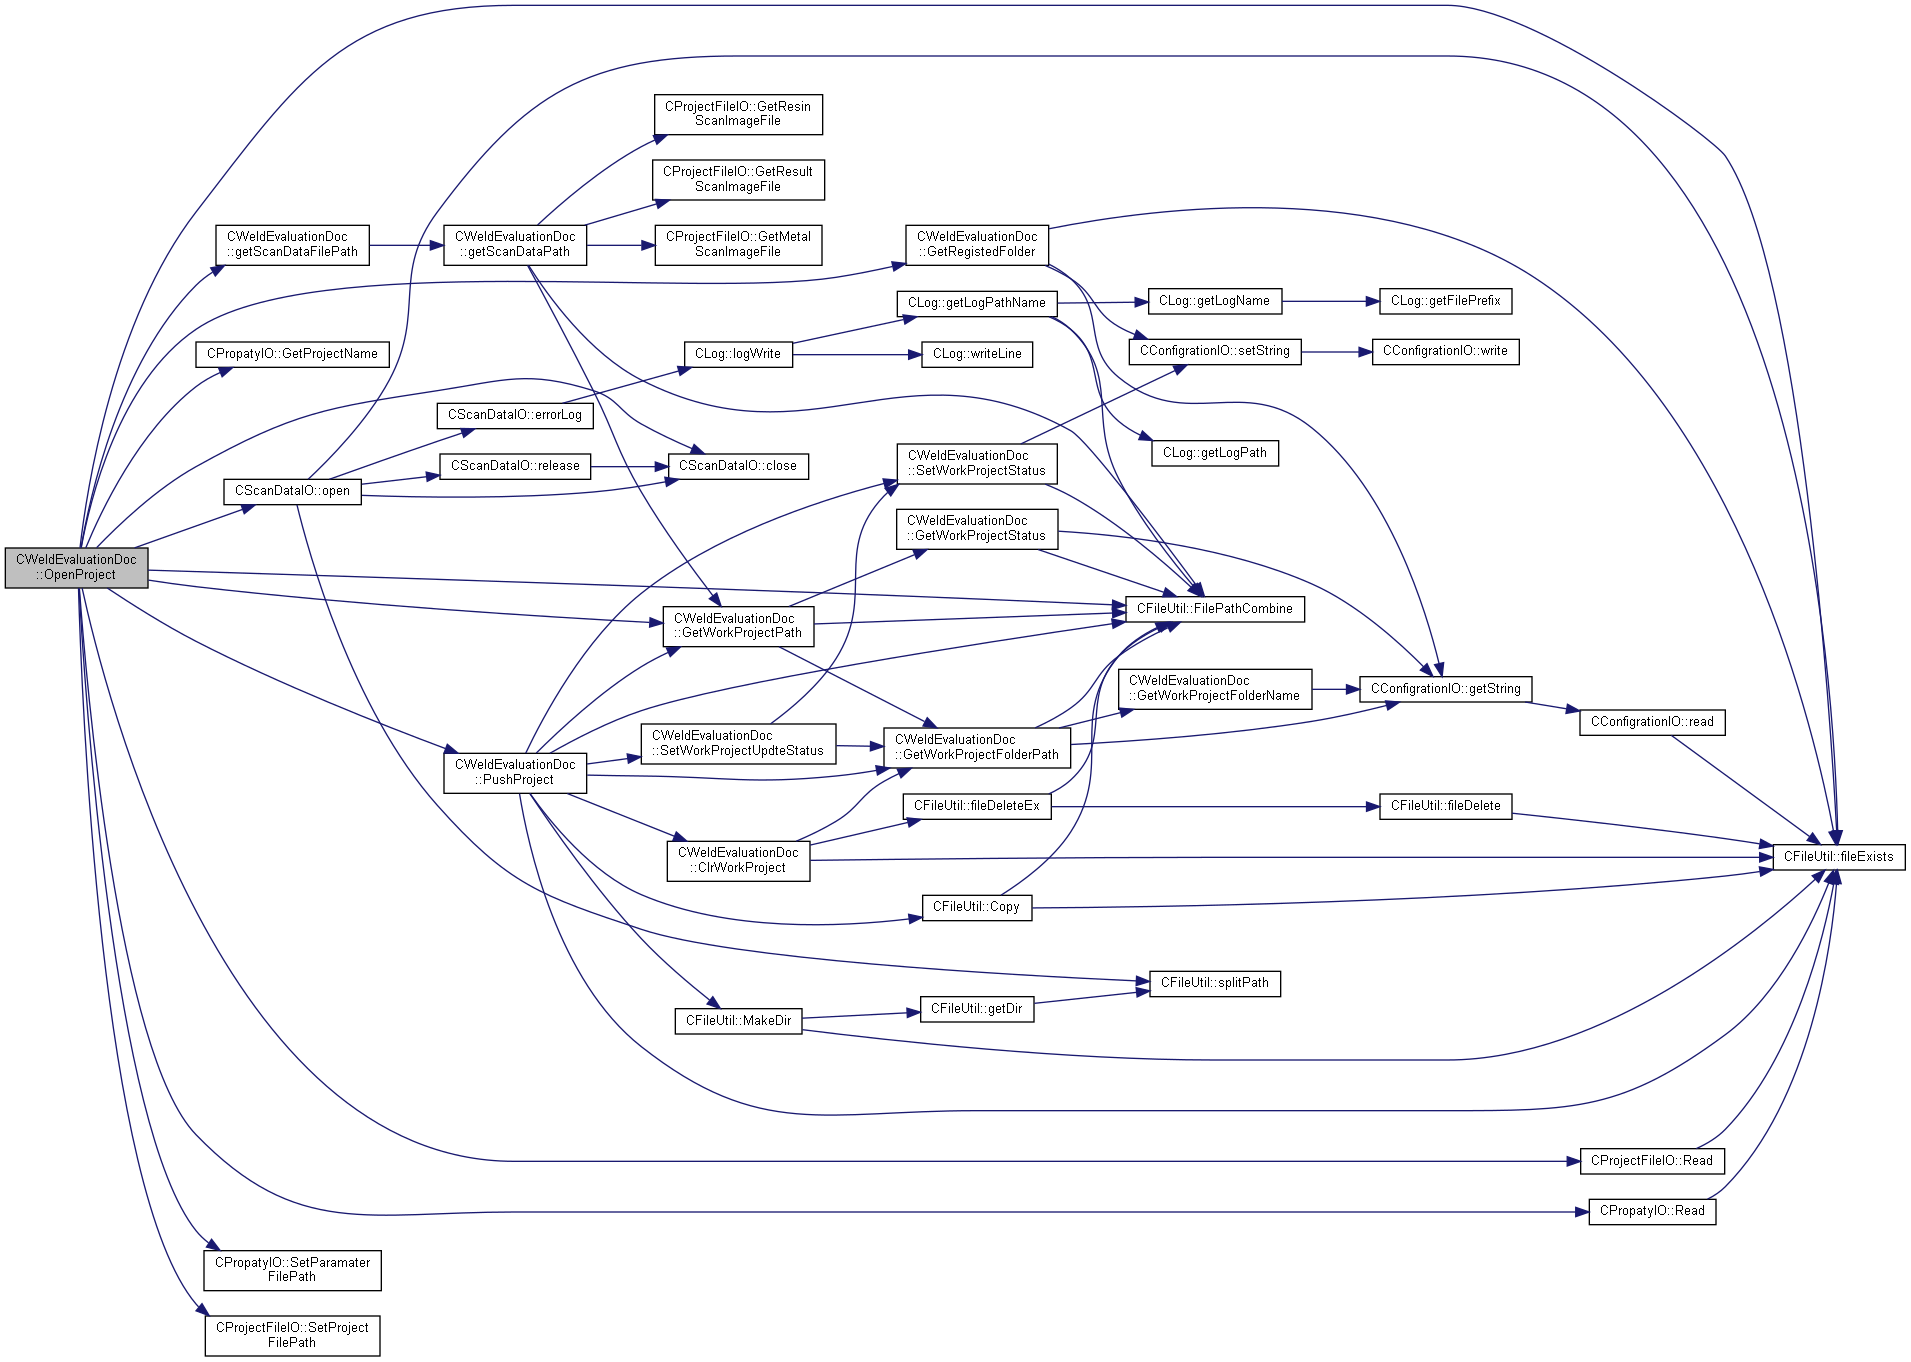 CProjectFileIO::GetResin
ScanImageFile
CProjectFileIO::GetResult
ScanImageFile
CWeldEvaluationDoc
::getScanDataFilePath
CWeldEvaluationDoc
::getScanDataPath
CProjectFileIO::GetMetal
ScanImageFile
CWeldEvaluationDoc
::GetRegistedFolder
CLog::getLogPathName
CLog::getLogName
CLog::getFilePrefix
CPropatyIO::GetProjectName
CLog::logWrite
CLog::writeLine
CConfigrationIO::setString
CConfigrationIO::write
CScanDataIO::errorLog
CScanDataIO::release
CScanDataIO::close
CWeldEvaluationDoc
::SetWorkProjectStatus
CLog::getLogPath
CScanDataIO::open
CWeldEvaluationDoc
::GetWorkProjectStatus
CWeldEvaluationDoc
::OpenProject
CWeldEvaluationDoc
::GetWorkProjectPath
CFileUtil::FilePathCombine
CWeldEvaluationDoc
::GetWorkProjectFolderName
CConfigrationIO::getString
CConfigrationIO::read
CWeldEvaluationDoc
::SetWorkProjectUpdteStatus
CWeldEvaluationDoc
::GetWorkProjectFolderPath
CWeldEvaluationDoc
::PushProject
CFileUtil::fileDeleteEx
CFileUtil::fileDelete
CWeldEvaluationDoc
::ClrWorkProject
CFileUtil::fileExists
CFileUtil::Copy
CFileUtil::splitPath
CFileUtil::MakeDir
CFileUtil::getDir
CProjectFileIO::Read
CPropatyIO::Read
CPropatyIO::SetParamater
FilePath
CProjectFileIO::SetProject
FilePath